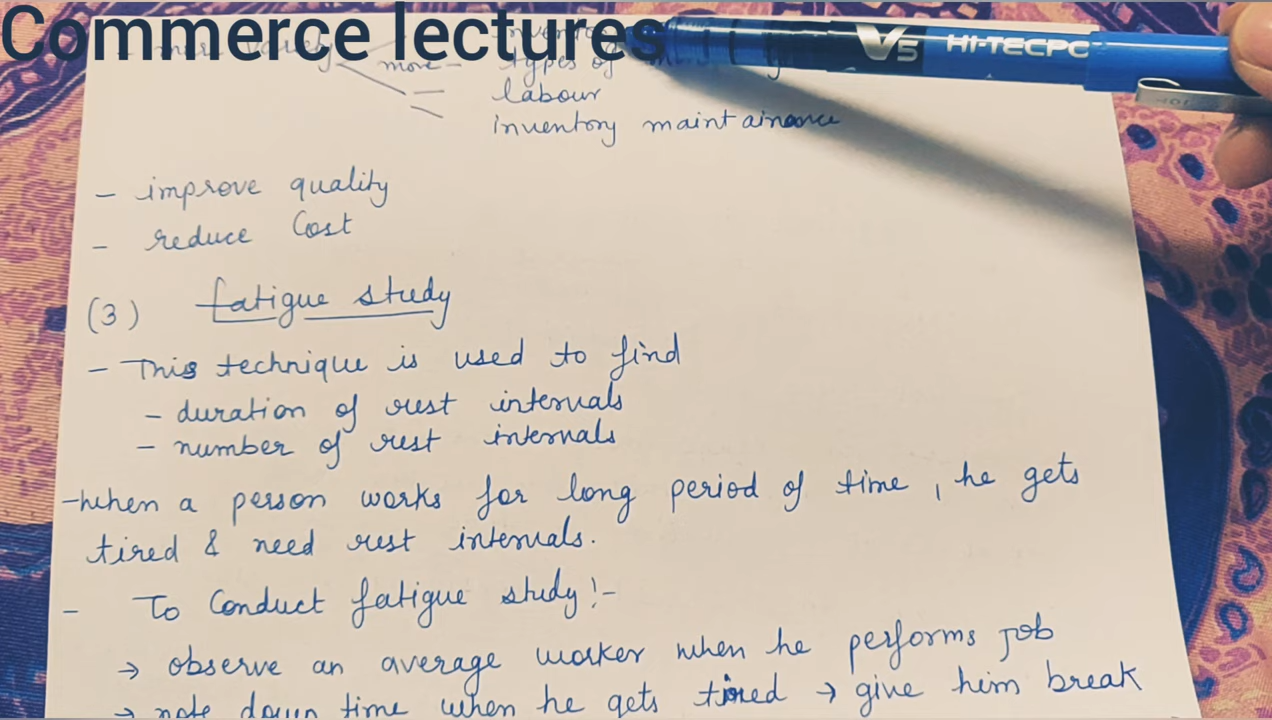 Commerce lectures
V5 HI-TECPO
more - types of
labour
inventory maintainance
- improve quality
- reduce Cost
(3) fatigue study
- This technique is used to find
- duration of rest intervals
- number of rest intervals
- when a person works for long period of time, he gets
tired & need rest intervals.
- To Conduct fatigue study :-
→ observe an average worker when he performs job
→ note down time when he gets tired → give him break